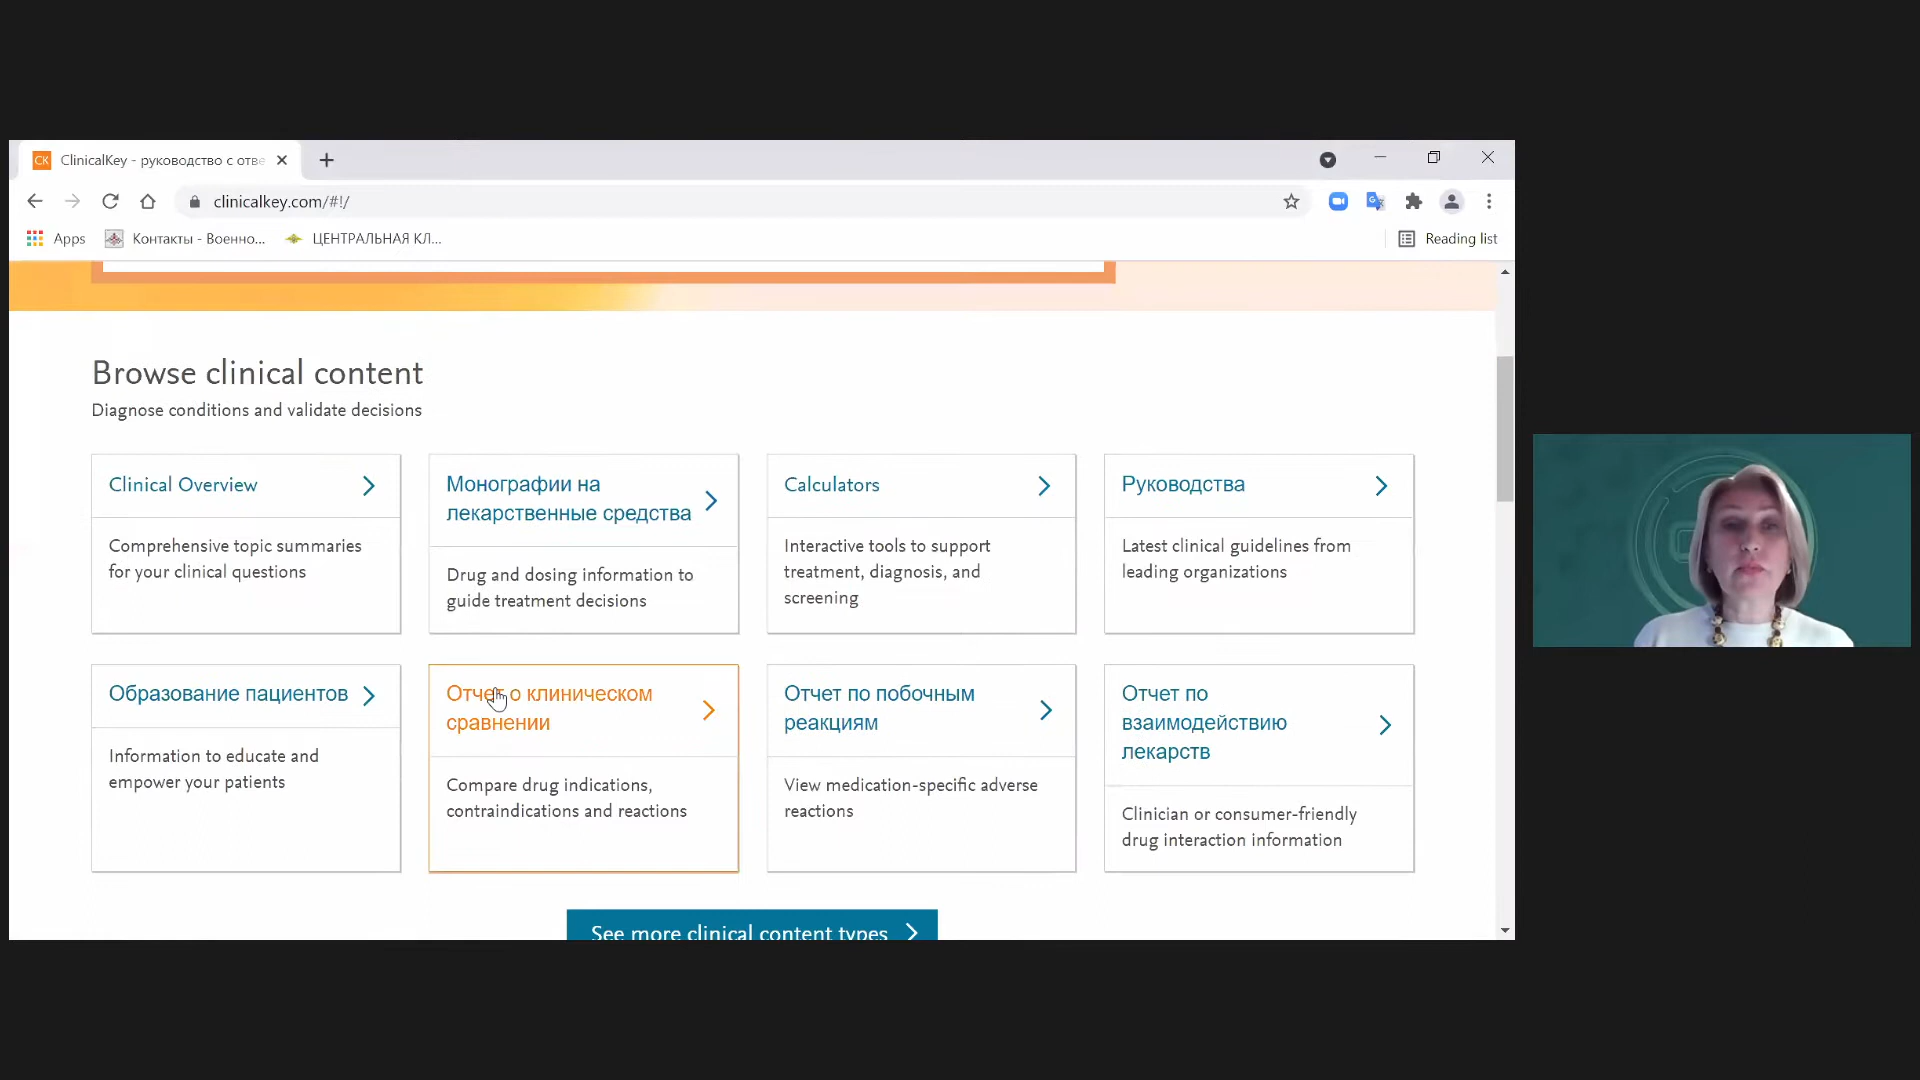 CK ClinicalKey - руководство с отве
clinicalkey.com/#!/
Apps Контакты - Военно... ЦЕНТРАЛЬНАЯ КЛ... Reading list
Browse clinical content
Diagnose conditions and validate decisions
Clinical Overview
Comprehensive topic summaries
for your clinical questions
Монографии на
лекарственные средства
Drug and dosing information to
guide treatment decisions
Calculators
Interactive tools to support
treatment, diagnosis, and
screening
Руководства
Latest clinical guidelines from
leading organizations
Образование пациентов
Information to educate and
empower your patients
Отчет о клиническом
сравнении
Compare drug indications,
contraindications and reactions
Отчет по побочным
реакциям
View medication-specific adverse
reactions
Отчет по
взаимодействию
лекарств
Clinician or consumer-friendly
drug interaction information
See more clinical content types